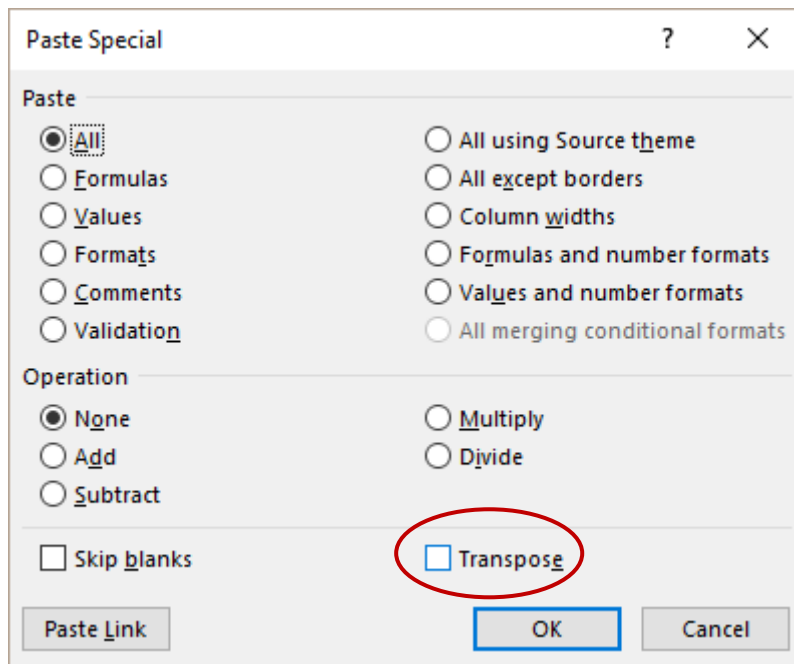 Paste Special ?
Paste
All All using Source theme
Formulas All except borders
Values Column widths
Formats Formulas and number formats
Comments Values and number formats
Validation All merging conditional formats
Operation
None Multiply
Add Divide
Subtract
Skip blanks Transpose
Paste Link OK Cancel